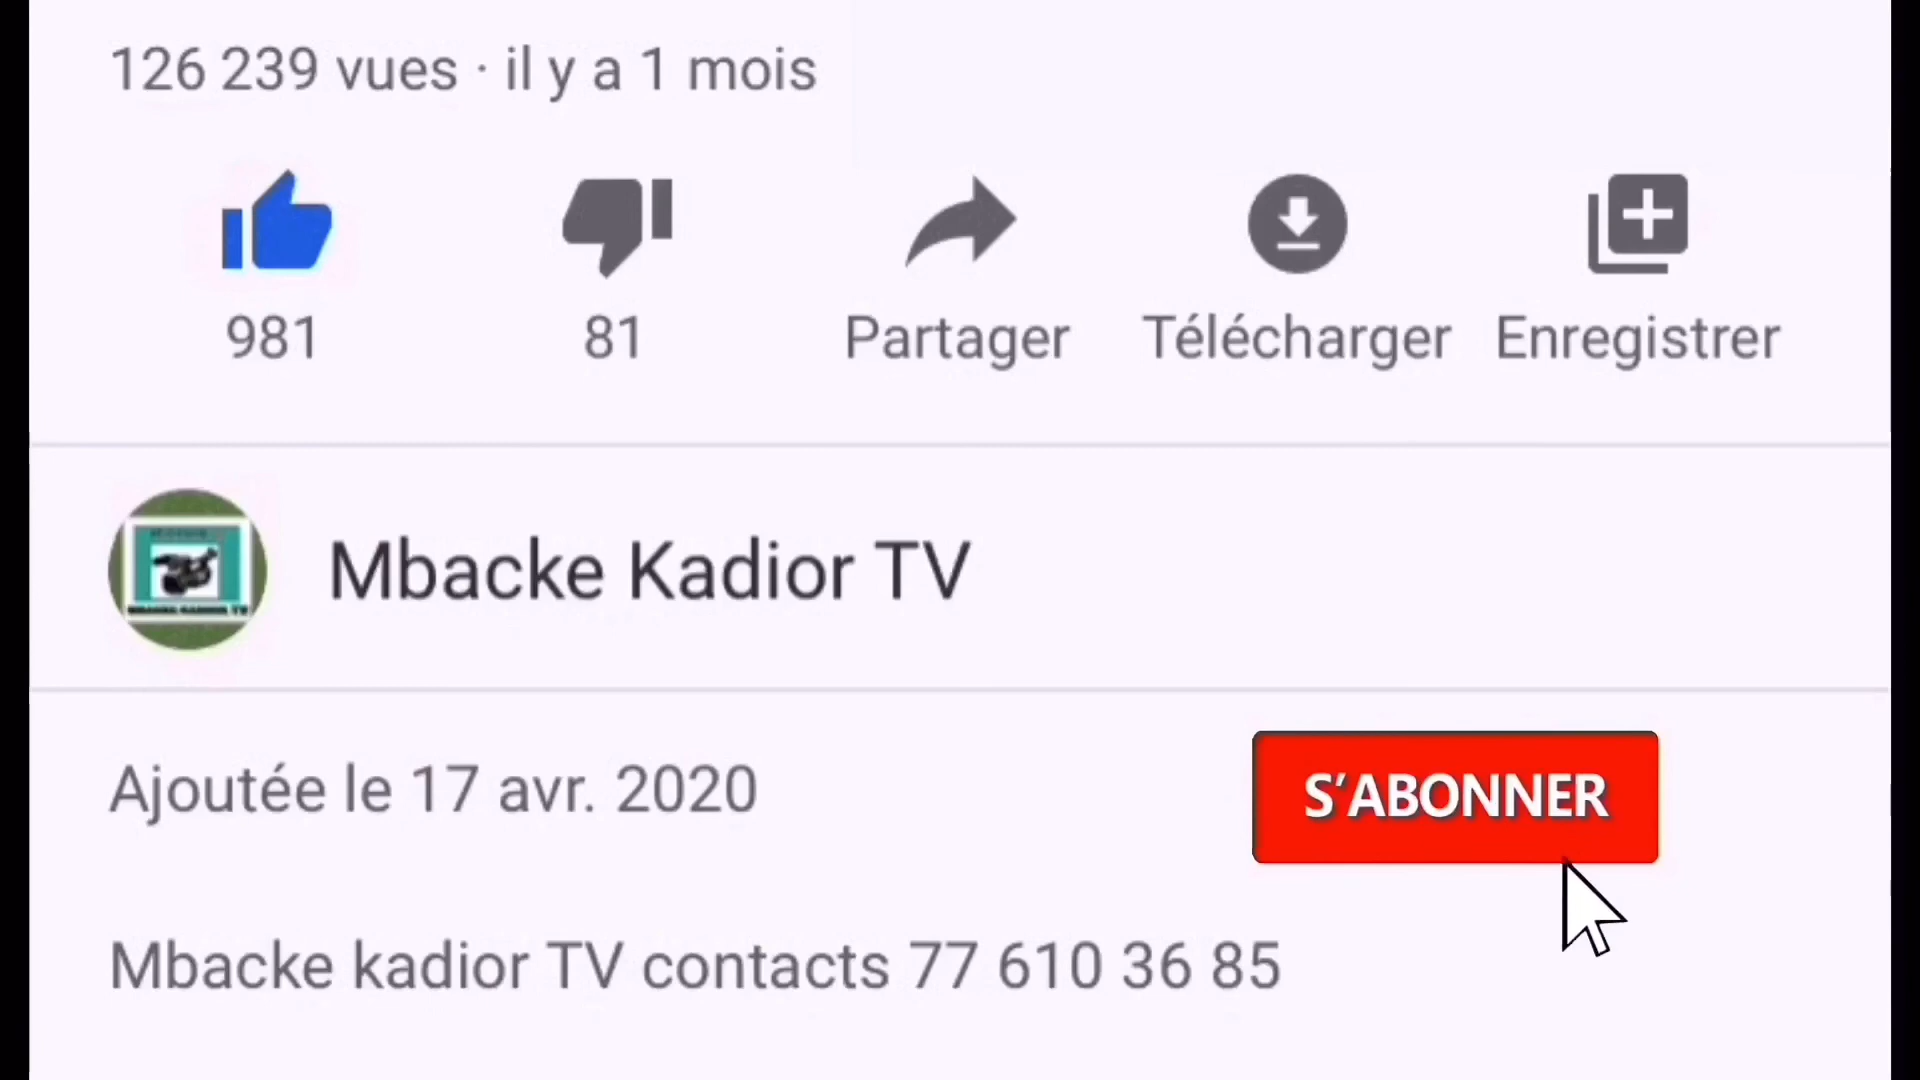 126 239 vues · il y a 1 mois
981
81
Partager
Télécharger
Enregistrer
Mbacke Kadior TV
Ajoutée le 17 avr. 2020
S'ABONNER
Mbacke kadior TV contacts 77 610 36 85